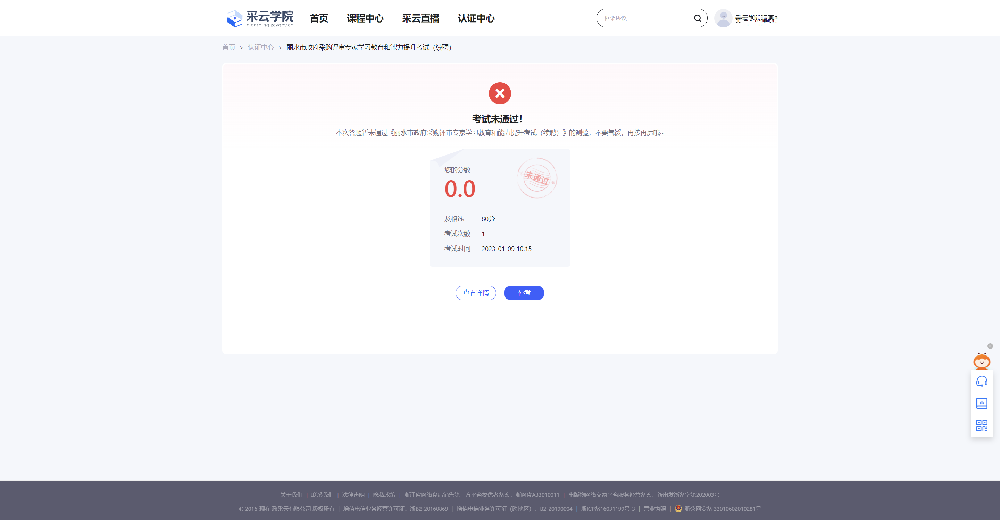 采云学院
elearning.zcygov.cn
首页 课程中心 采云直播 认证中心
框架协议
首页 > 认证中心 > 丽水市政府采购评审专家学习教育和能力提升考试（续聘）
考试未通过！
本次答题暂未通过《丽水市政府采购评审专家学习教育和能力提升考试（续聘）》的测验，不要气馁，再接再厉哦~
您的分数
未通过
0.0
及格线 80分
考试次数 1
考试时间 2023-01-09 10:15
查看详情 补考
关于我们 | 联系我们 | 法律声明 | 隐私政策 | 浙江省网络食品销售第三方平台提供者备案：浙网食A33010011 | 出版物网络交易平台服务经营备案：新出发浙备字第202003号
© 2016-现在 政采云有限公司 版权所有 | 增值电信业务经营许可证：浙B2-20160869 | 增值电信业务许可证（跨地区）：B2-20190004 | 浙ICP备16031199号-3 | 营业执照 | 浙公网安备 33010602010281号